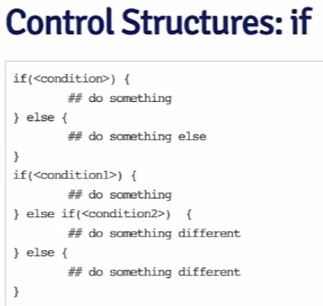 Control Structures: if
if(<condition>) {
        ## do something
} else {
        ## do something else
}
if(<condition1>) {
        ## do something
} else if(<condition2>)  {
        ## do something different
} else {
        ## do something different
}